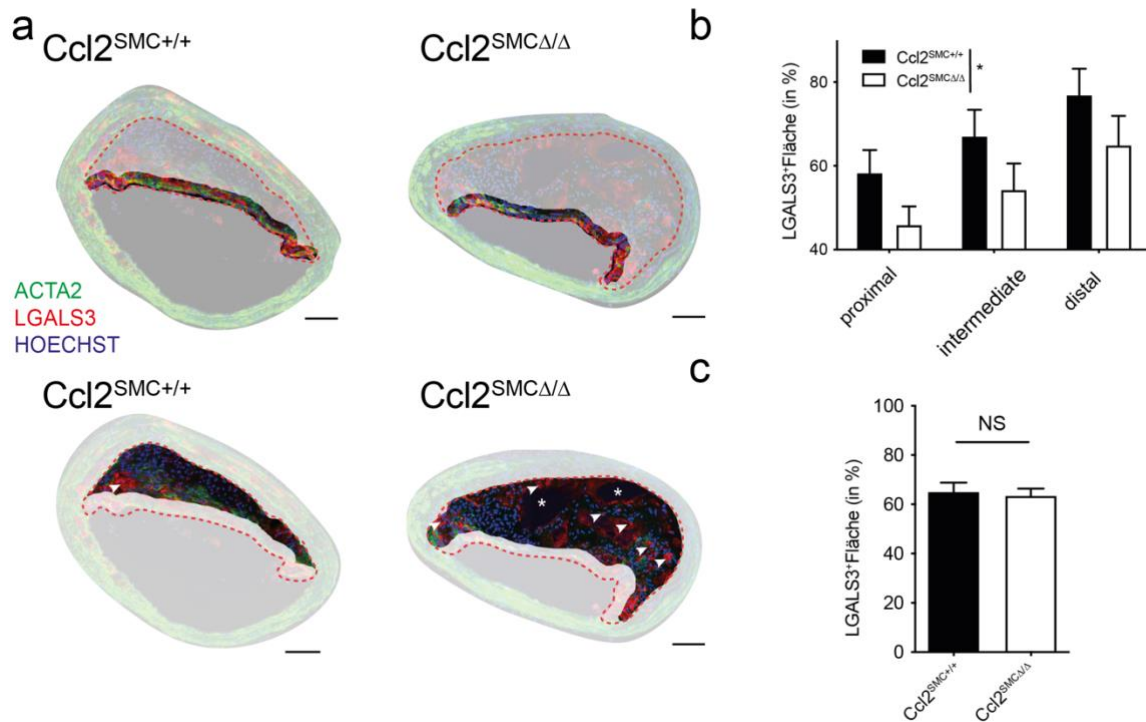 a
Ccl2SMC+/+
Ccl2SMCΔ/Δ
ACTA2
LGALS3
HOECHST
Ccl2SMC+/+
Ccl2SMCΔ/Δ
*
*
b
LGALS3+Fläche (in %)
80
60
40
Ccl2SMC+/+
Ccl2SMCΔ/Δ
*
proximal
intermediate
distal
c
LGALS3+Fläche (in %)
100
80
60
40
20
0
NS
Ccl2SMC+/+
Ccl2SMCΔ/Δ